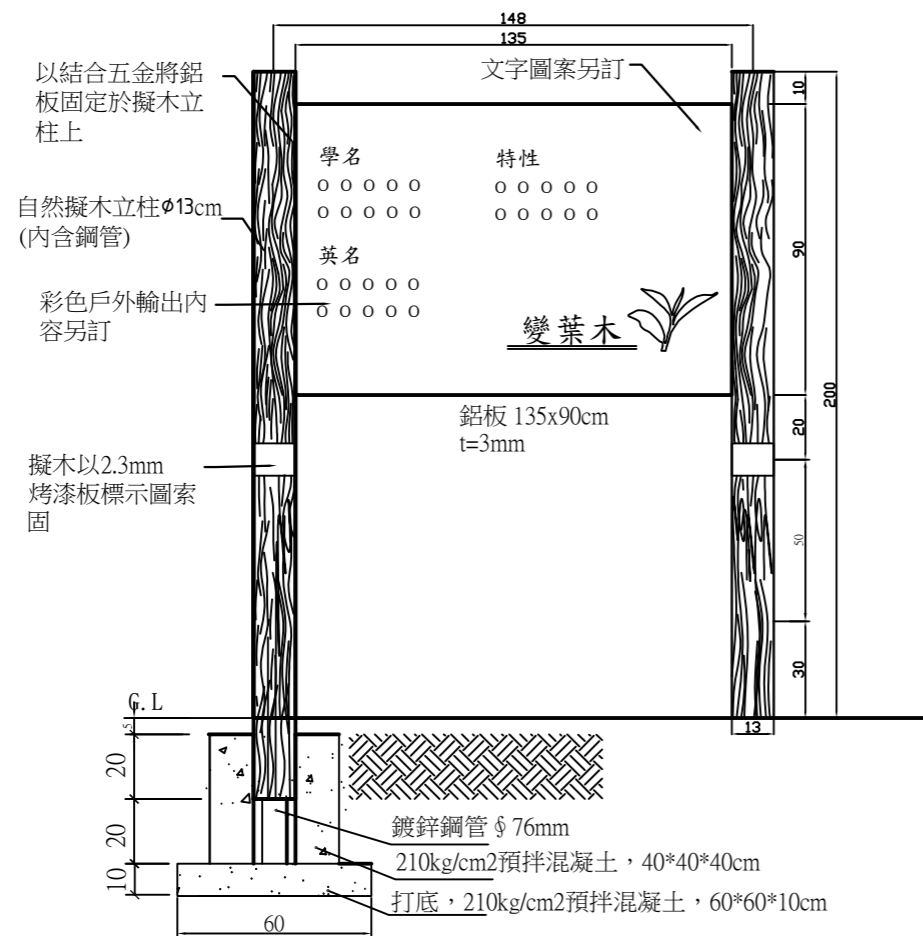 148
135
以結合五金將鋁
板固定於擬木立
柱上
文字圖案另訂
10
學名
特性
o o o o o
o o o o o
o o o o o
o o o o o
自然擬木立柱φ13cm
(內含鋼管)
英名
90
o o o o o
o o o o o
彩色戶外輸出內
容另訂
變葉木
200
鋁板 135x90cm
t=3mm
20
擬木以2.3mm
烤漆板標示圖索
固
50
30
G.L
5
13
20
20
鍍鋅鋼管∮76mm
210kg/cm2預拌混凝土，40*40*40cm
10
打底，210kg/cm2預拌混凝土，60*60*10cm
60